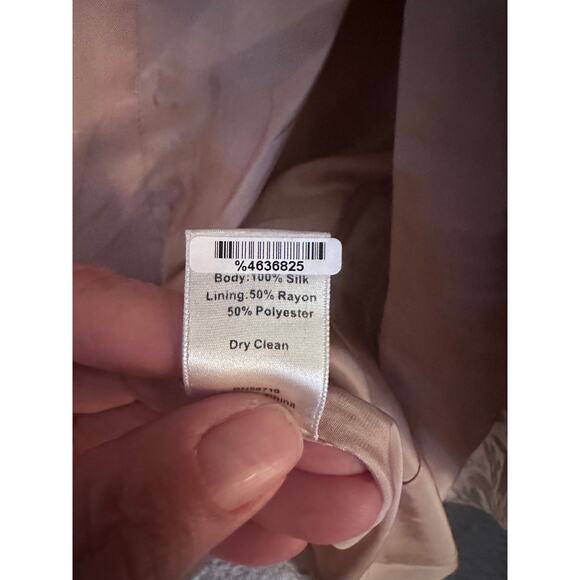 %4636825
Body:100% Silk
Lining:50% Rayon
50% Polyester
Dry Clean